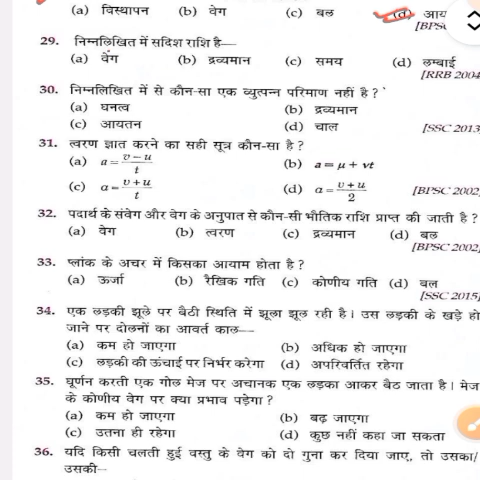 (a) विस्थापन (b) वेग (c) बल (d) आय
[BPS
29. निम्नलिखित में सदिश राशि है—
(a) वेंग (b) द्रव्यमान (c) समय (d) लम्बाई
[RRB 2004
30. निम्नलिखित में से कौन-सा एक व्युत्पन्न परिमाण नहीं है ?
(a) घनत्व (b) द्रव्यमान
(c) आयतन (d) चाल [SSC 2013
31. त्वरण ज्ञात करने का सही सूत्र कौन-सा है ?
(a) a = (v − u)/t (b) a = μ + vt
(c) a = (v + u)/t (d) a = (v + u)/2 [BPSC 2002
32. पदार्थ के संवेग और वेग के अनुपात से कौन-सी भौतिक राशि प्राप्त की जाती है ?
(a) वेग (b) त्वरण (c) द्रव्यमान (d) बल
[BPSC 2002
33. प्लांक के अचर में किसका आयाम होता है ?
(a) ऊर्जा (b) रैखिक गति (c) कोणीय गति (d) बल
[SSC 2015]
34. एक लड़की झूले पर बैठी स्थिति में झूला झूल रही है। उस लड़की के खड़े हो
जाने पर दोलनों का आवर्त काल—
(a) कम हो जाएगा (b) अधिक हो जाएगा
(c) लड़की की ऊंचाई पर निर्भर करेगा (d) अपरिवर्तित रहेगा
35. घूर्णन करती एक गोल मेज पर अचानक एक लड़का आकर बैठ जाता है। मेज
के कोणीय वेग पर क्या प्रभाव पड़ेगा ?
(a) कम हो जाएगा (b) बढ़ जाएगा
(c) उतना ही रहेगा (d) कुछ नहीं कहा जा सकता
36. यदि किसी चलती हुई वस्तु के वेग को दो गुना कर दिया जाए, तो उसका/
उसकी—